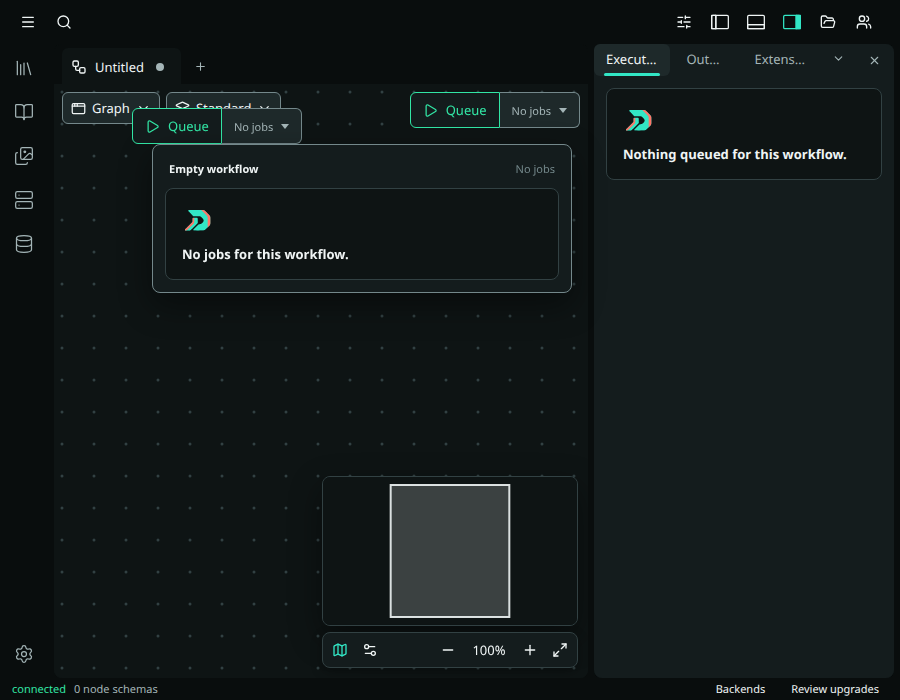 Untitled
Execut...
Out...
Extens...
Graph
Standard
Queue
No jobs
Queue
No jobs
Empty workflow
No jobs
No jobs for this workflow.
Nothing queued for this workflow.
100%
connected
0 node schemas
Backends
Review upgrades